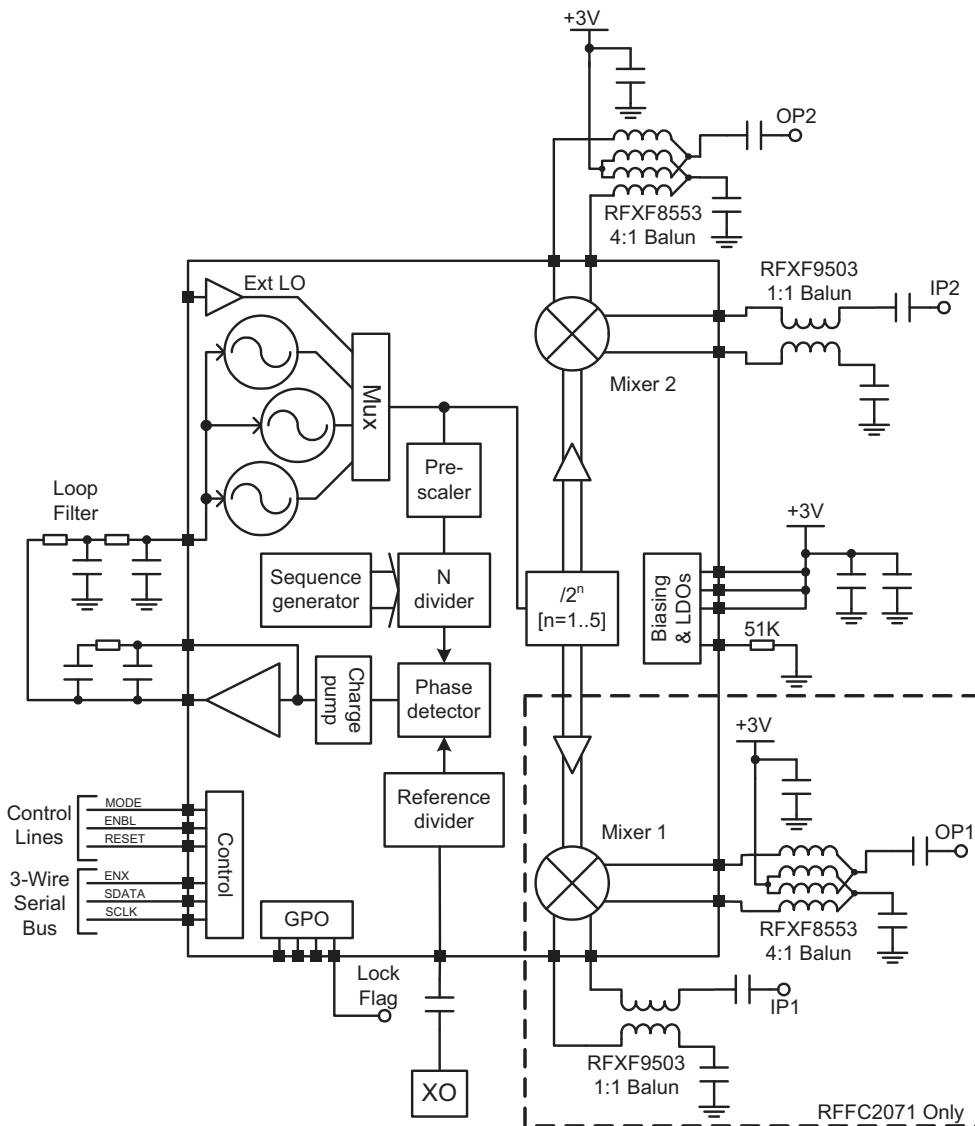 +3V
OP2
RFXF8553
4:1 Balun
RFXF9503
1:1 Balun
IP2
Ext LO
Mux
Mixer 2
Pre-
scaler
Loop
Filter
Sequence
generator
N
divider
/2ⁿ
[n=1..5]
Biasing
& LDOs
+3V
51K
Charge
pump
Phase
detector
Reference
divider
+3V
Mixer 1
OP1
RFXF8553
4:1 Balun
Control
Lines
MODE
ENBL
RESET
3-Wire
Serial
Bus
ENX
SDATA
SCLK
Control
GPO
Lock
Flag
XO
IP1
RFXF9503
1:1 Balun
RFFC2071 Only